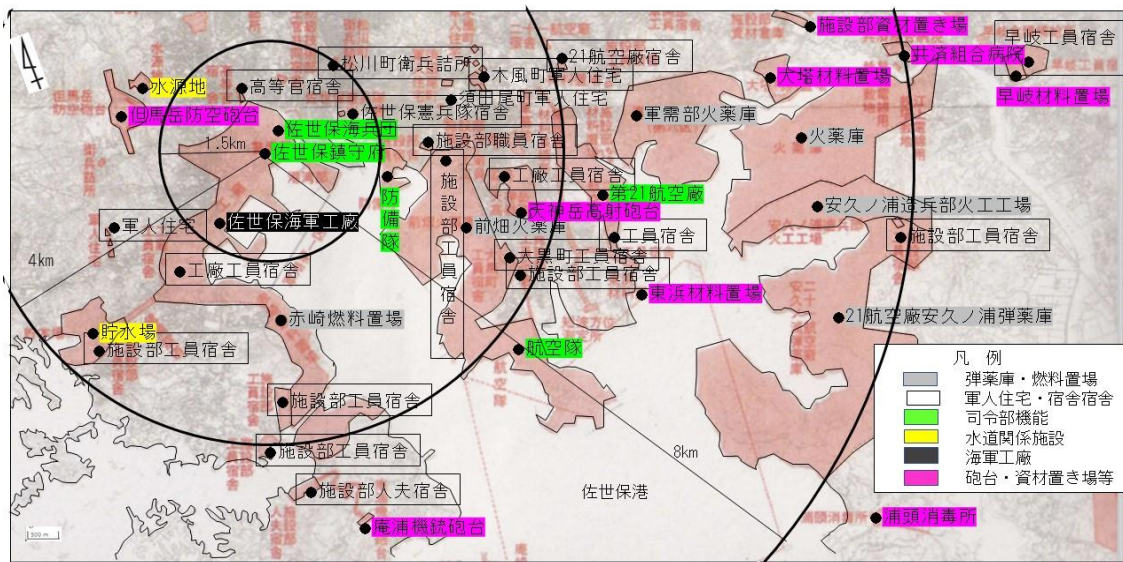 施設部資材置き場
早岐工員宿舎
松川町衛兵詰所
21航空廠宿舎
共済組合病院
木風町軍人住宅
大塔材料置場
水源地
高等官宿舎
早岐材料置場
須田尾町軍人住宅
但馬岳防空砲台
佐世保憲兵隊宿舎
軍需部火薬庫
佐世保海兵団
火薬庫
1.5km
施設部職員宿舎
佐世保鎮守府
工廠工員宿舎
防備隊
第21航空廠
施設部工員宿舎
天神岳高射砲台
安久ノ浦造兵部火工工場
佐世保海軍工廠
軍人住宅
前畑火薬庫
工員宿舎
施設部工員宿舎
大黒町工員宿舎
4km
工廠工員宿舎
施設部工員宿舎
東浜材料置場
赤崎燃料置場
21航空廠安久ノ浦弾薬庫
貯水場
施設部工員宿舎
航空隊
凡 例
弾薬庫・燃料置場
軍人住宅・宿舎宿舎
司令部機能
水道関係施設
海軍工廠
砲台・資材置き場等
施設部工員宿舎
施設部工員宿舎
8km
施設部人夫宿舎
佐世保港
庵浦機銃砲台
浦頭消毒所
500 m